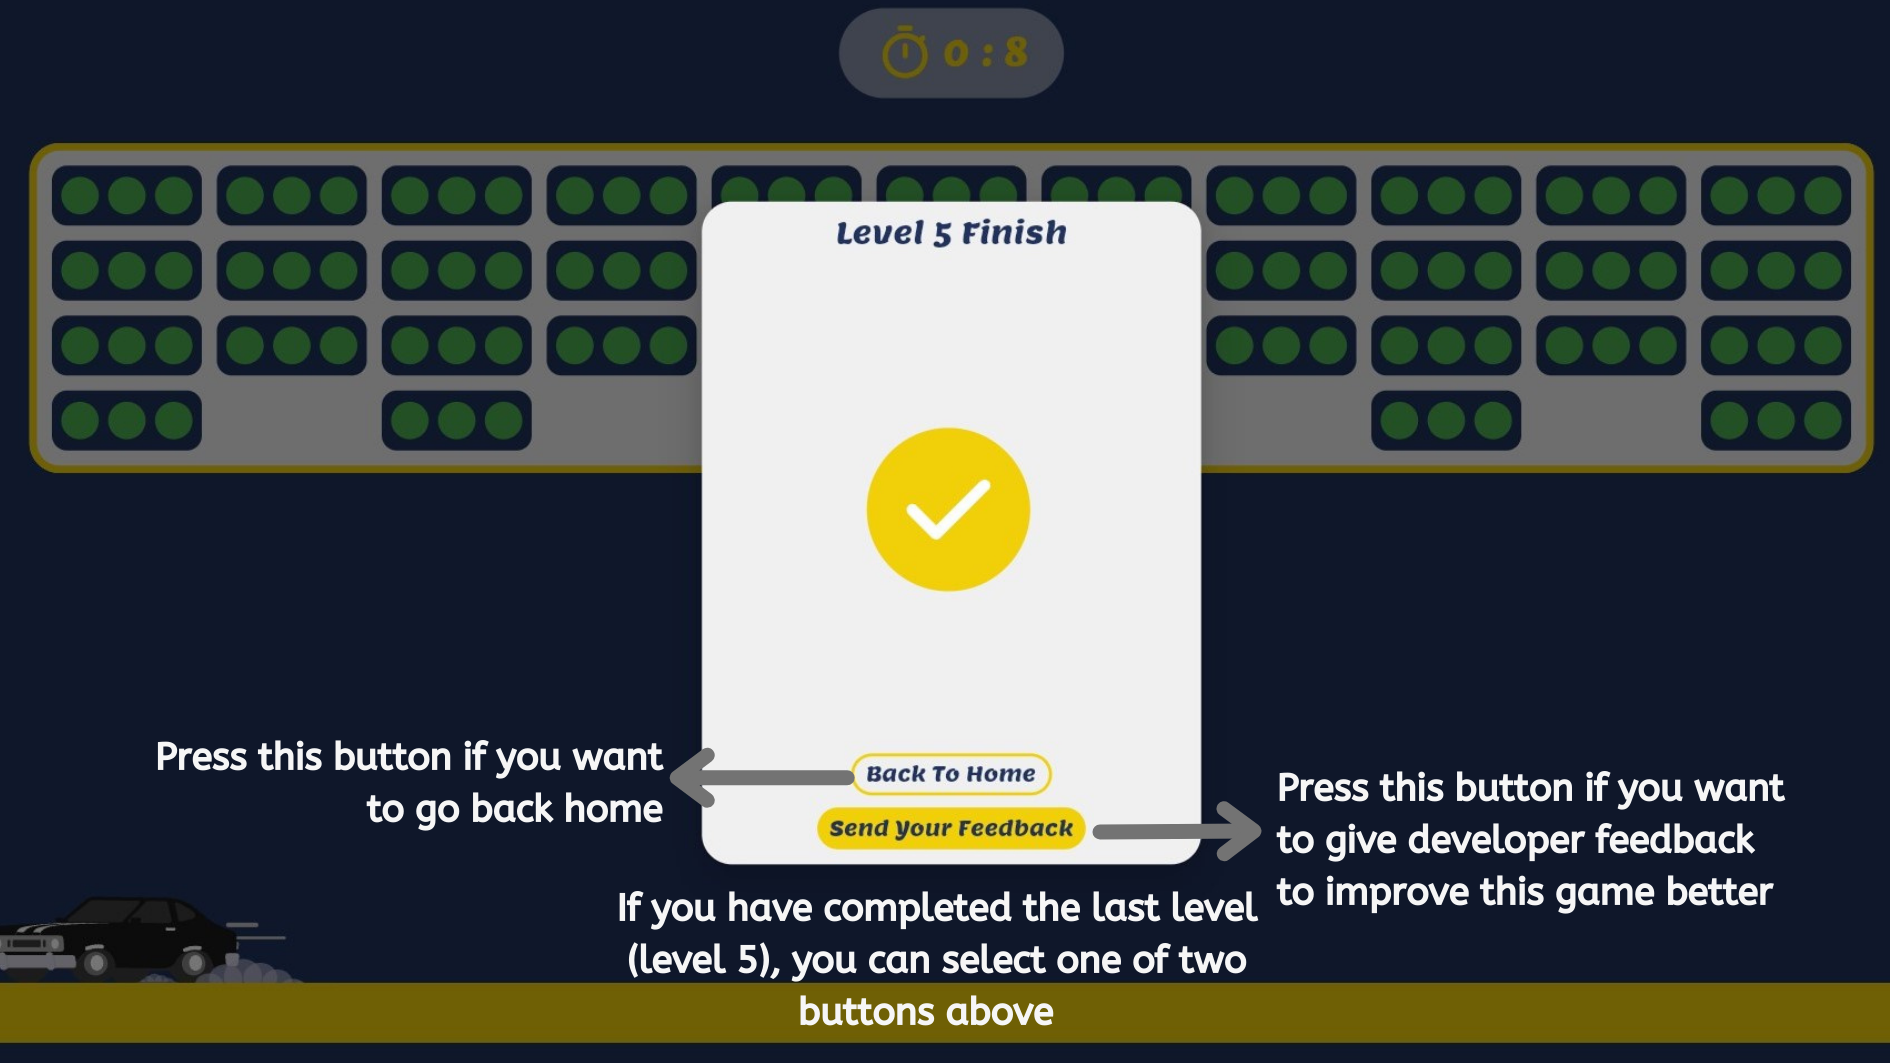 0 : 8
Level 5 Finish
Press this button if you want
to go back home
Back To Home
Send Your Feedback
Press this button if you want
to give developer feedback
to improve this game better
If you have completed the last level
(level 5), you can select one of two
buttons above